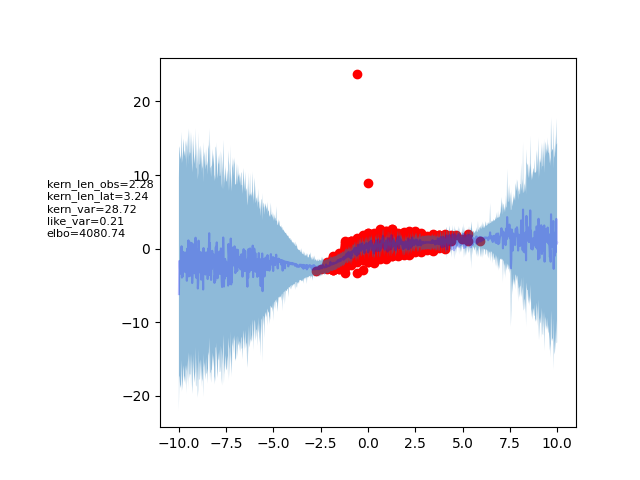 20
10
kern_len_obs=2.28
kern_len_lat=3.24
kern_var=28.72
like_var=0.21
elbo=4080.74
0
−10
−20
−10.0 −7.5 −5.0 −2.5 0.0 2.5 5.0 7.5 10.0